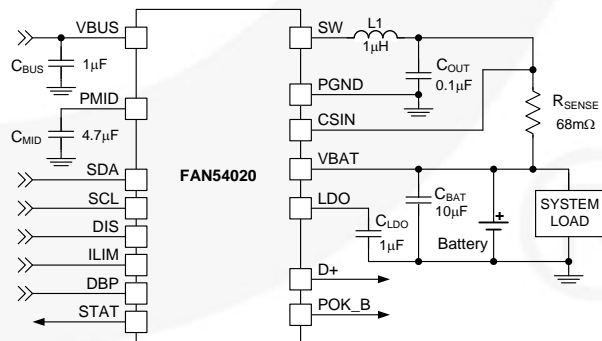 VBUS
C_BUS
1µF
PMID
C_MID
4.7µF
SDA
SCL
DIS
ILIM
DBP
STAT
FAN54020
SW
L1
1µH
C_OUT
0.1µF
PGND
CSIN
R_SENSE
68mΩ
VBAT
LDO
C_LDO
1µF
C_BAT
10µF
+
Battery
SYSTEM
LOAD
D+
POK_B